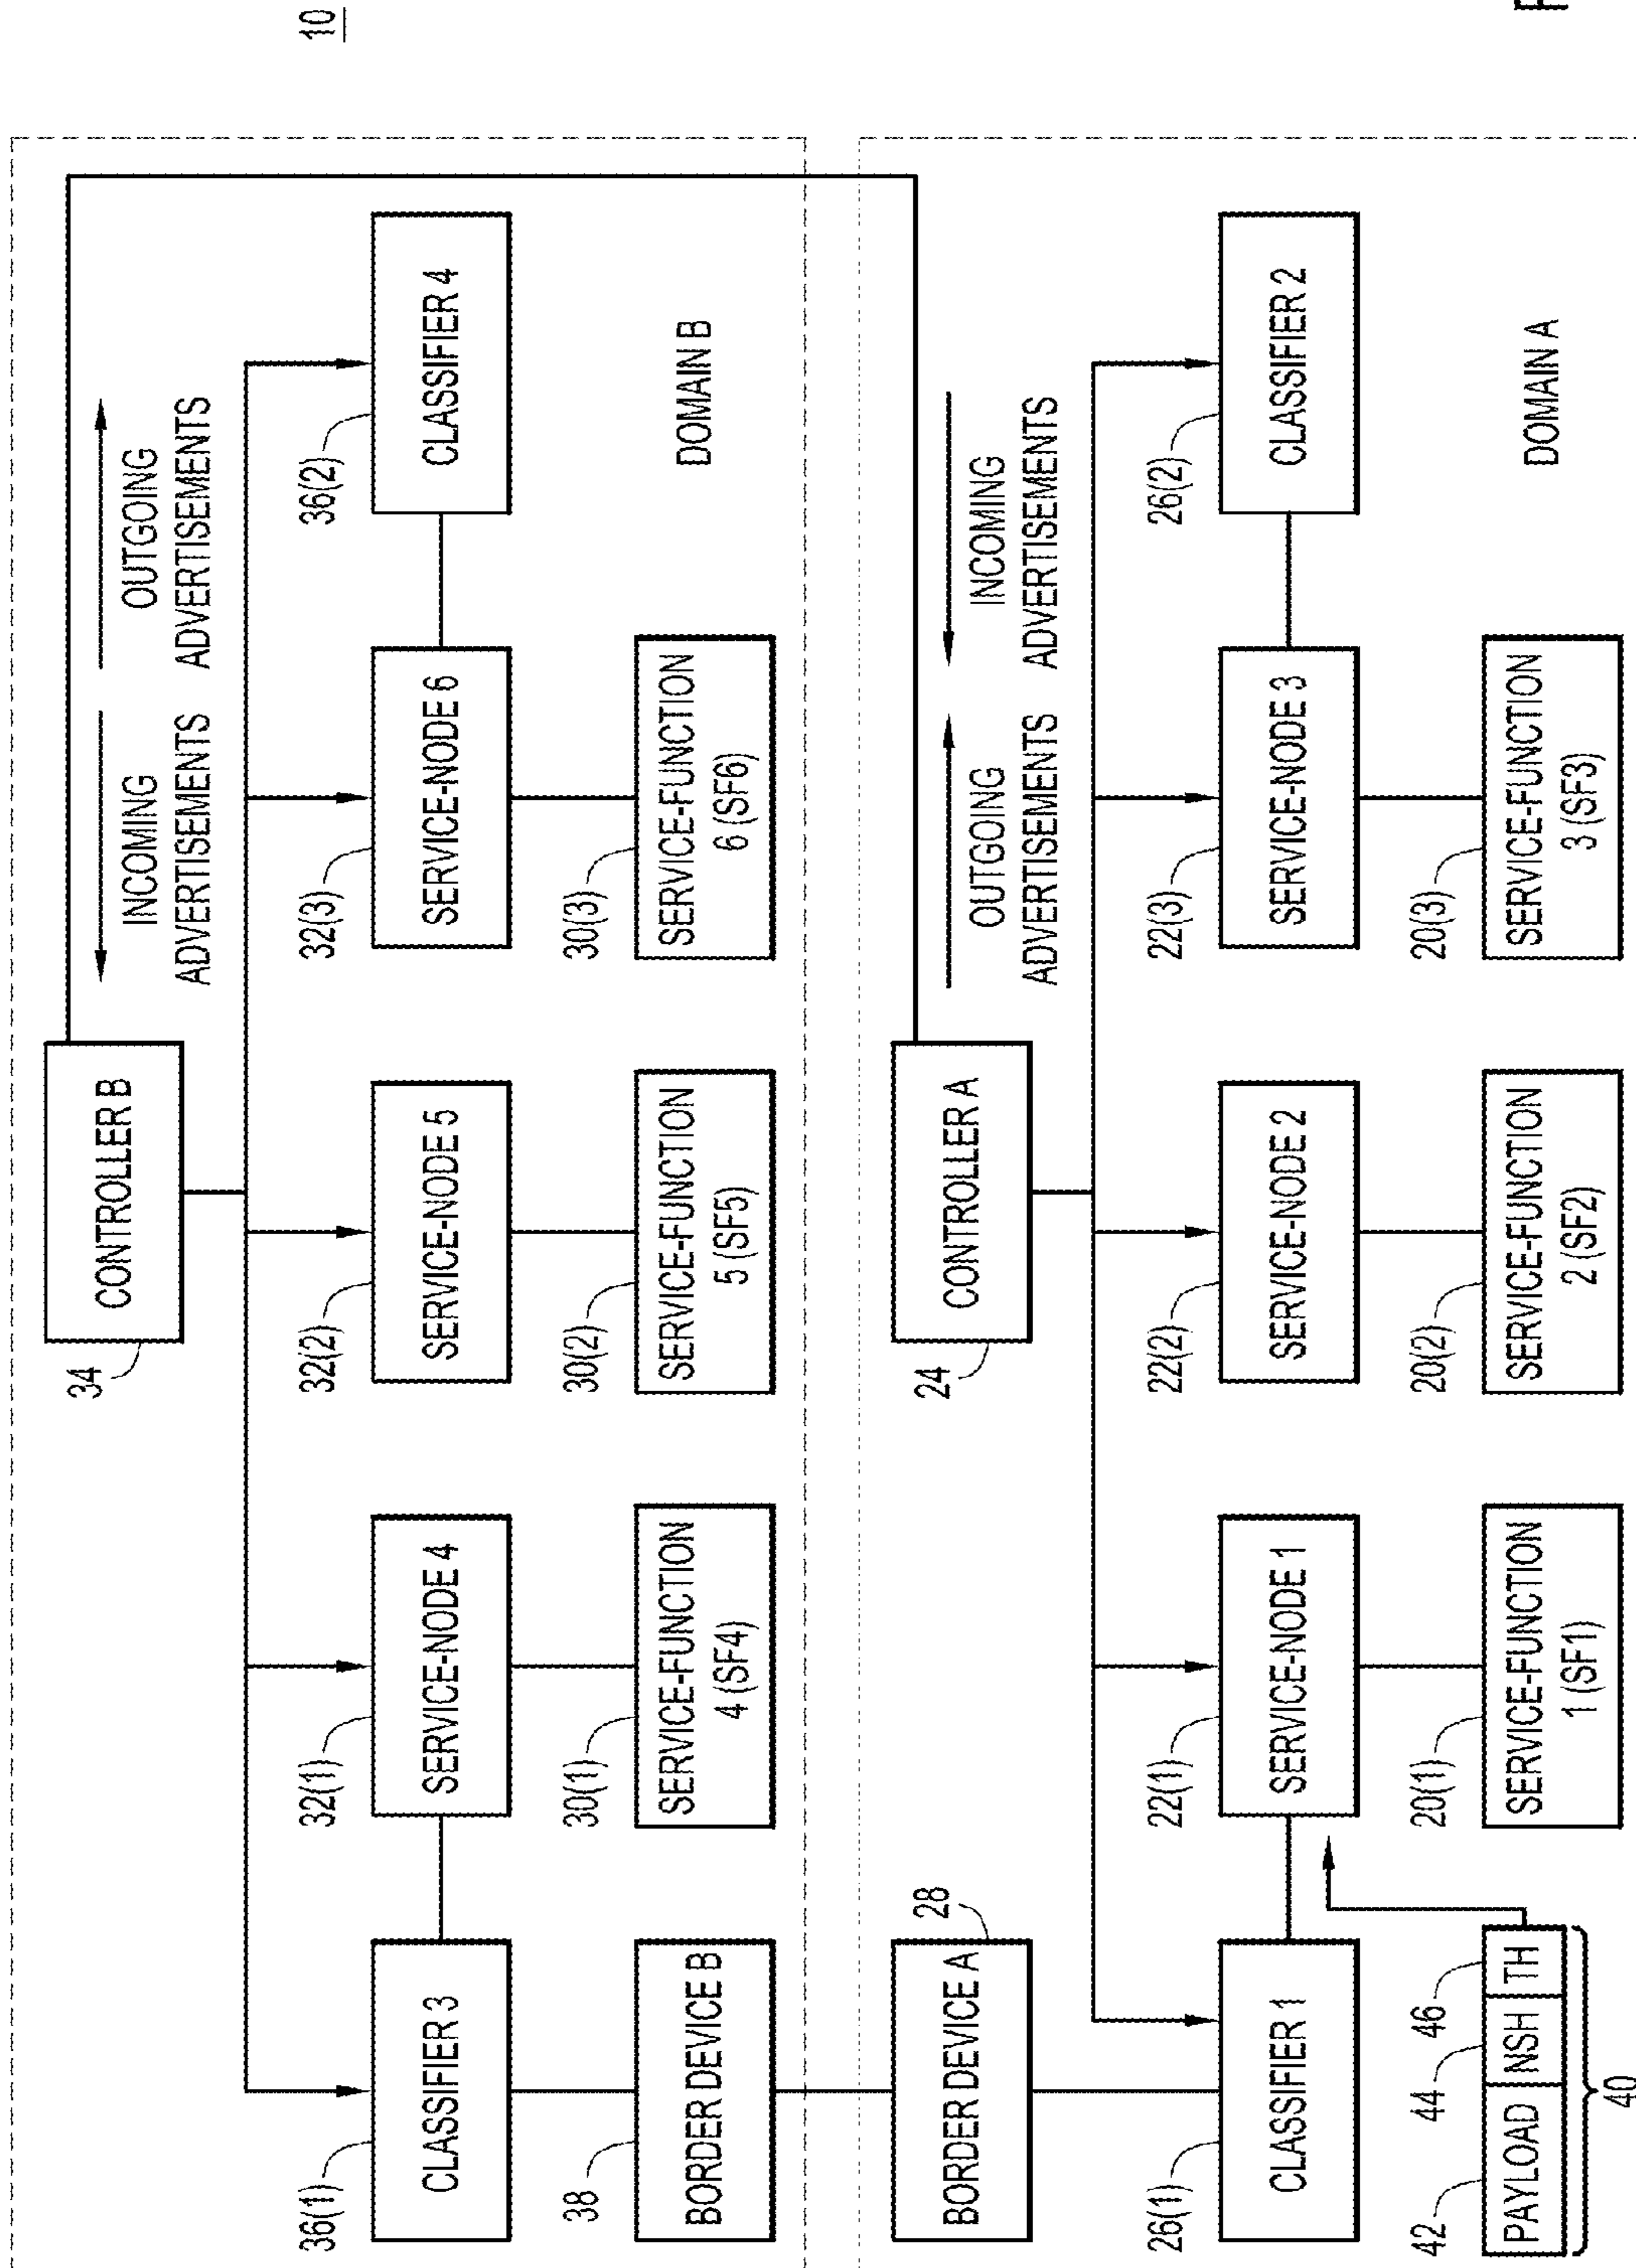 10
34
CONTROLLER B
INCOMING
ADVERTISEMENTS
OUTGOING
ADVERTISEMENTS
36(1)
CLASSIFIER 3
32(1)
SERVICE-NODE 4
32(2)
SERVICE-NODE 5
32(3)
SERVICE-NODE 6
36(2)
CLASSIFIER 4
38
BORDER DEVICE B
30(1)
SERVICE-FUNCTION
4 (SF4)
30(2)
SERVICE-FUNCTION
5 (SF5)
30(3)
SERVICE-FUNCTION
6 (SF6)
DOMAIN B
BORDER DEVICE A
28
24
CONTROLLER A
OUTGOING
ADVERTISEMENTS
INCOMING
ADVERTISEMENTS
26(1)
CLASSIFIER 1
22(1)
SERVICE-NODE 1
22(2)
SERVICE-NODE 2
22(3)
SERVICE-NODE 3
26(2)
CLASSIFIER 2
42
44
46
PAYLOAD NSH TH
40
20(1)
SERVICE-FUNCTION
1 (SF1)
20(2)
SERVICE-FUNCTION
2 (SF2)
20(3)
SERVICE-FUNCTION
3 (SF3)
DOMAIN A